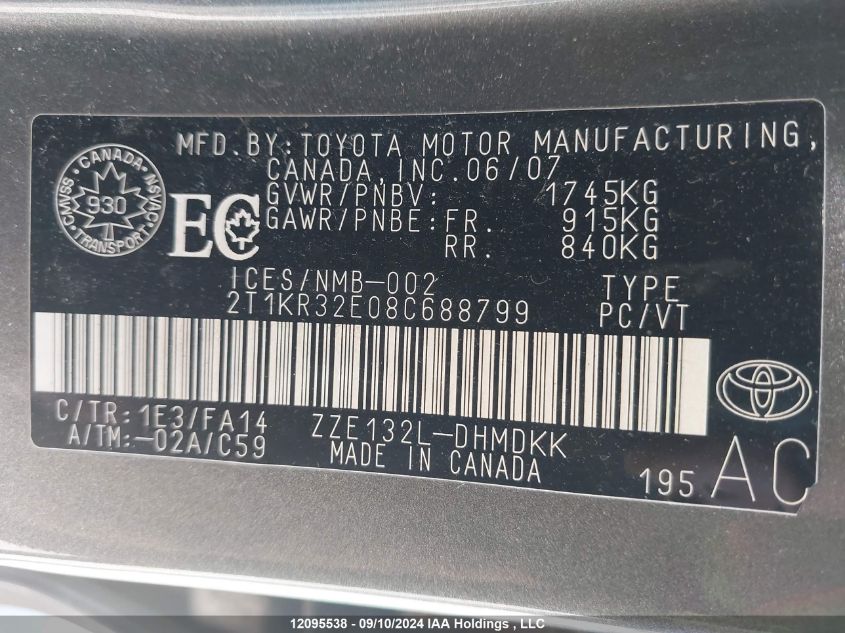 MFD.BY:TOYOTA MOTOR MANUFACTURING,
CANADA,INC.06/07
GVWR/PNBV: 1745KG
GAWR/PNBE:FR. 915KG
RR. 840KG
CANADA
CMVSS NSVAC
930
TRANSPORT
EC
ICES/NMB-002 TYPE
2T1KR32E08C688799 PC/VT
C/TR:1E3/FA14 ZZE132L-DHMDKK
A/TM:-02A/C59 MADE IN CANADA
195 AC
12095538 - 09/10/2024 IAA Holdings , LLC